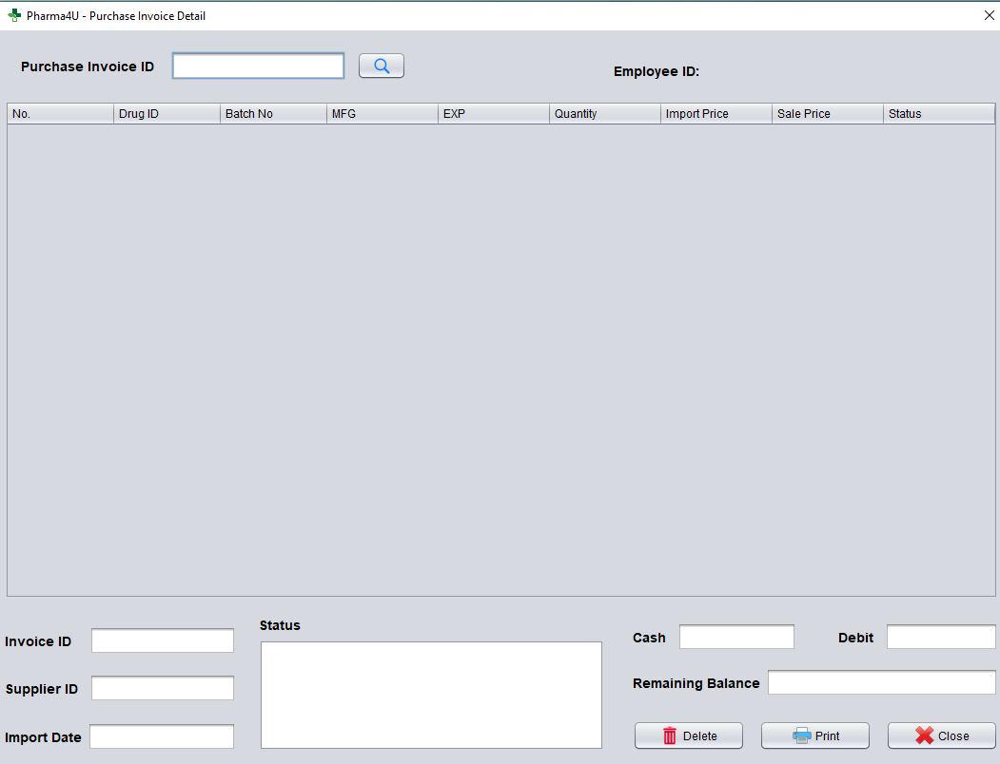 Pharma4U - Purchase Invoice Detail
Purchase Invoice ID
Employee ID:
No. Drug ID Batch No MFG EXP Quantity Import Price Sale Price Status
Invoice ID
Supplier ID
Import Date
Status
Cash Debit
Remaining Balance
Delete Print Close